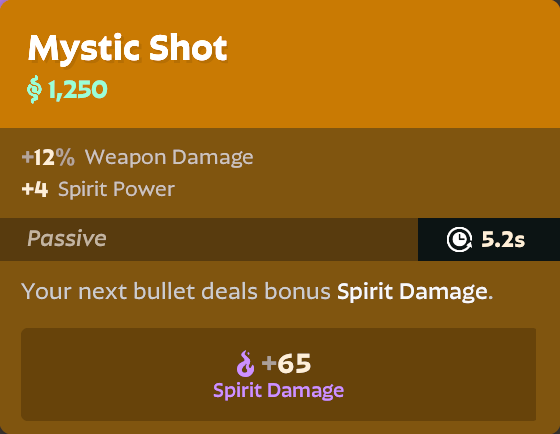 Mystic Shot
1,250
+12% Weapon Damage
+4 Spirit Power
Passive 5.2s
Your next bullet deals bonus Spirit Damage.
+65
Spirit Damage